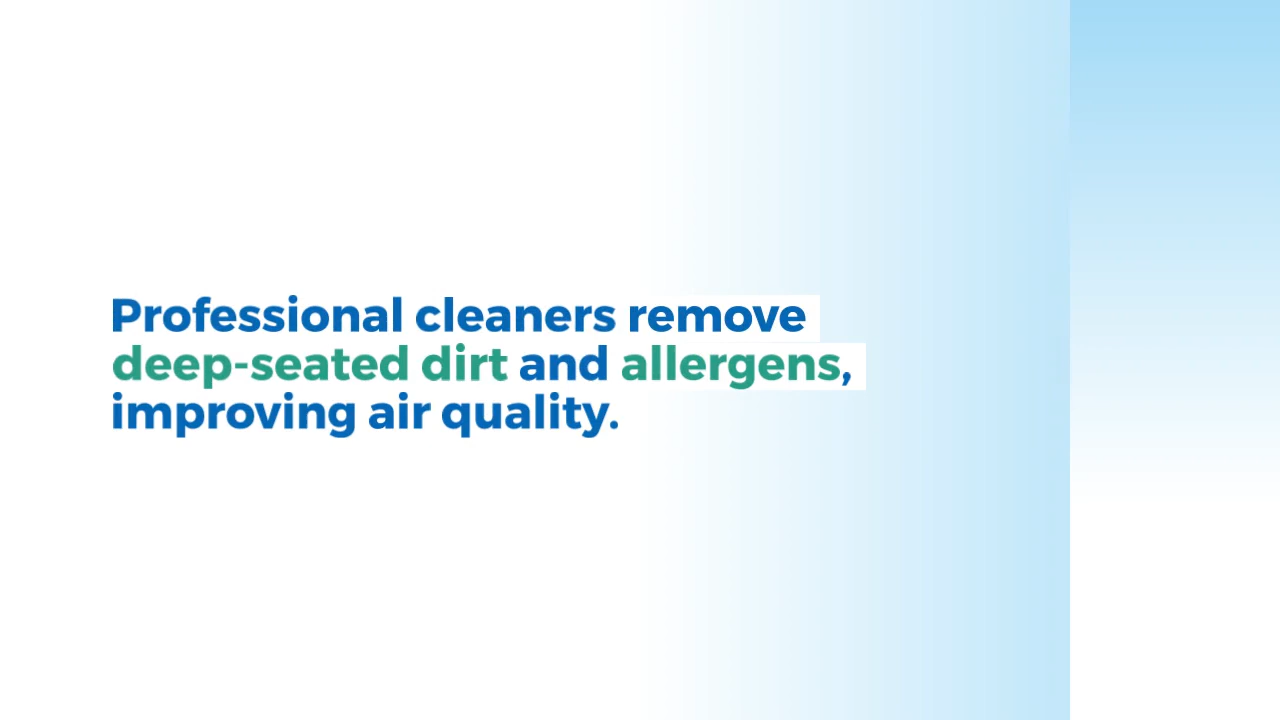 Professional cleaners remove
deep-seated dirt and allergens,
improving air quality.